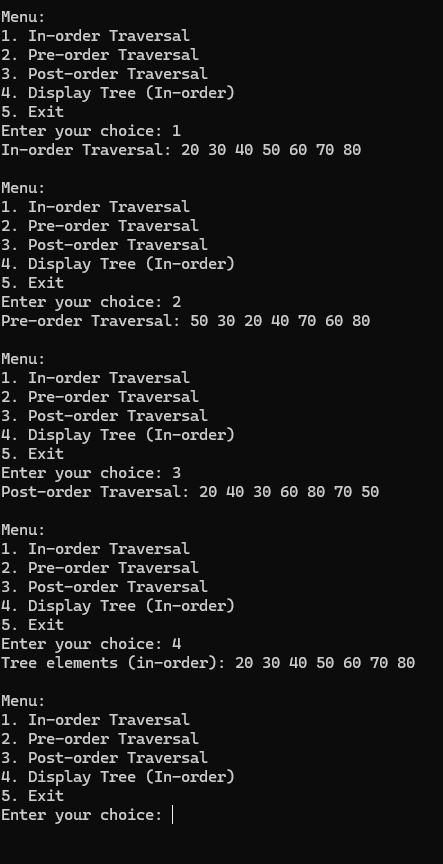 Menu:
1. In-order Traversal
2. Pre-order Traversal
3. Post-order Traversal
4. Display Tree (In-order)
5. Exit
Enter your choice: 1
In-order Traversal: 20 30 40 50 60 70 80

Menu:
1. In-order Traversal
2. Pre-order Traversal
3. Post-order Traversal
4. Display Tree (In-order)
5. Exit
Enter your choice: 2
Pre-order Traversal: 50 30 20 40 70 60 80

Menu:
1. In-order Traversal
2. Pre-order Traversal
3. Post-order Traversal
4. Display Tree (In-order)
5. Exit
Enter your choice: 3
Post-order Traversal: 20 40 30 60 80 70 50

Menu:
1. In-order Traversal
2. Pre-order Traversal
3. Post-order Traversal
4. Display Tree (In-order)
5. Exit
Enter your choice: 4
Tree elements (in-order): 20 30 40 50 60 70 80

Menu:
1. In-order Traversal
2. Pre-order Traversal
3. Post-order Traversal
4. Display Tree (In-order)
5. Exit
Enter your choice: